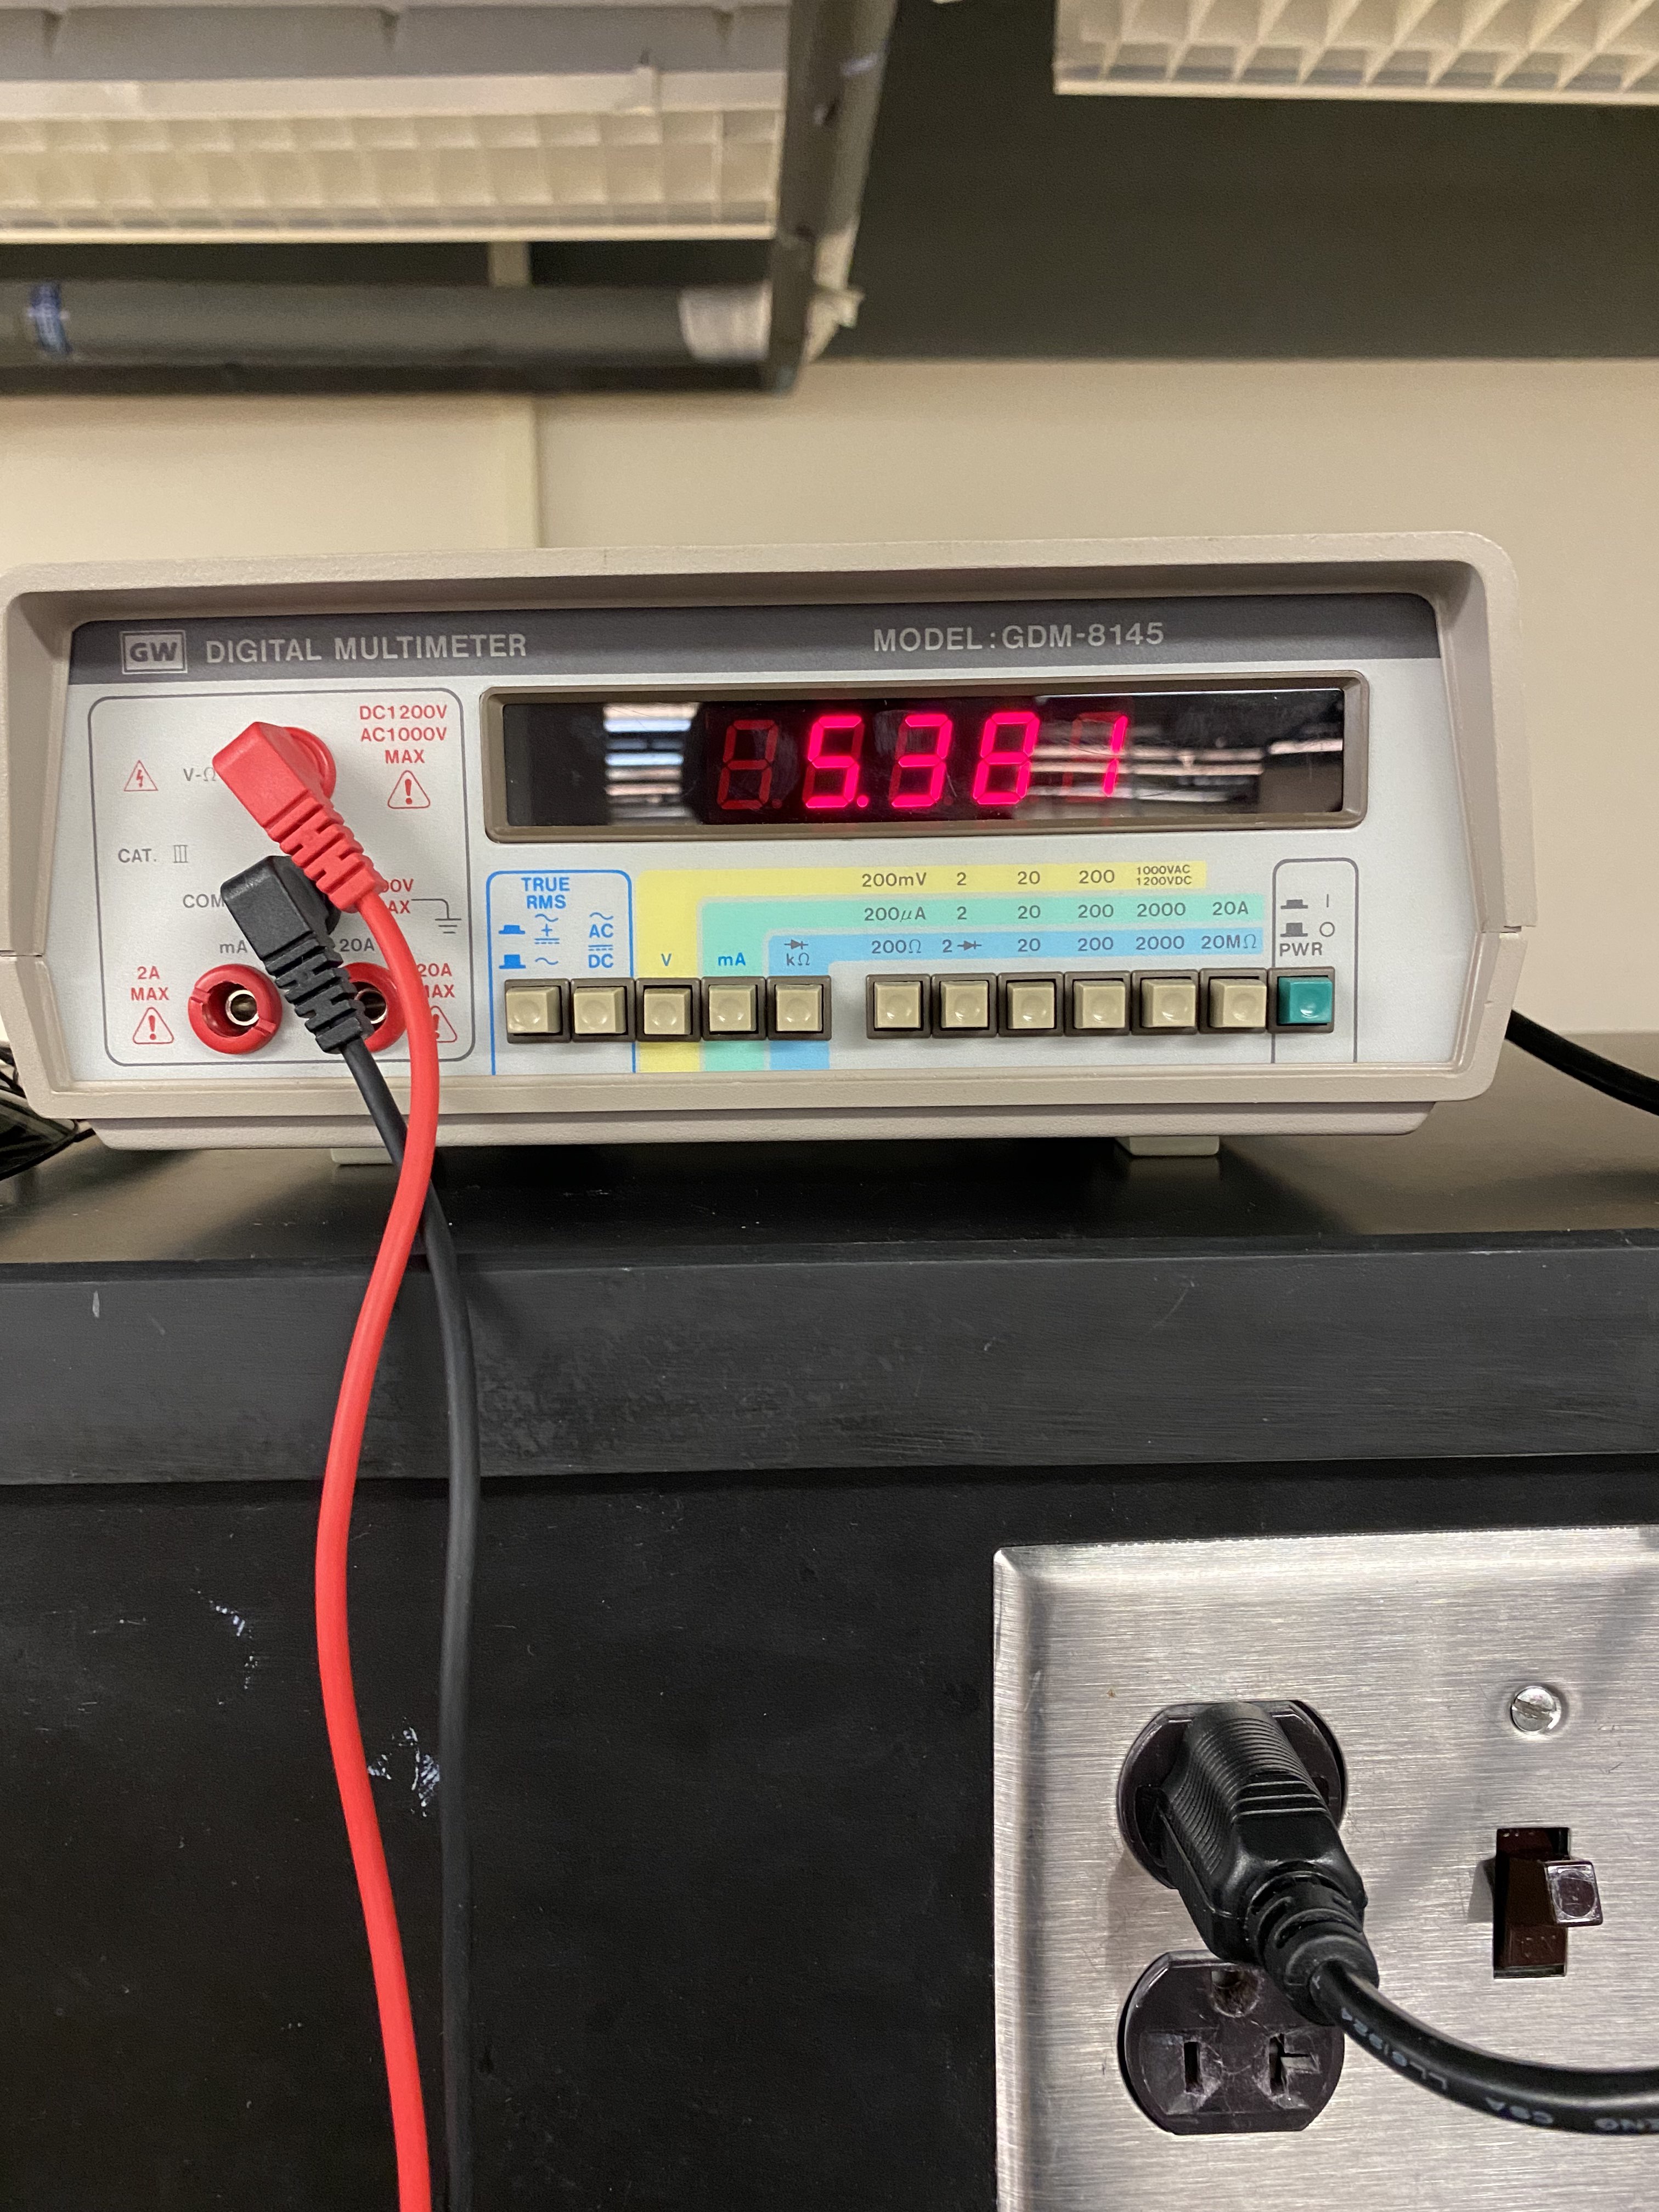 GW DIGITAL MULTIMETER MODEL:GDM-8145
DC1200V
AC1000V
MAX
V-Ω
CAT. III
COM
mA 20A
2A
MAX
20A
5.381
TRUE
RMS
AC
DC
V
mA
kΩ
200mV 2 20 200 1000VAC
1200VDC
200µA 2 20 200 2000 20A
200Ω 2 20 200 2000 20MΩ
I
O
PWR
ON
CSA